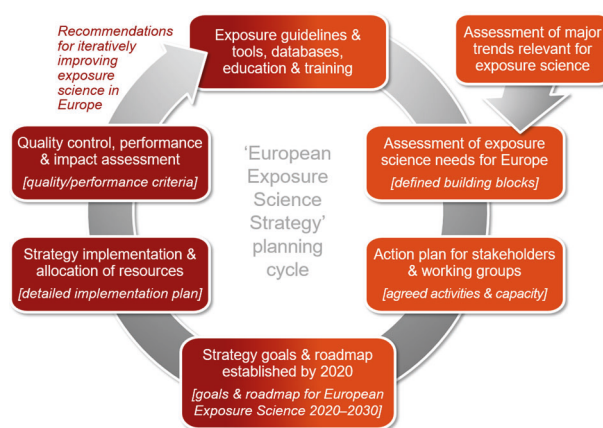 Recommendations
for iteratively
improving
exposure
science in
Europe
Exposure guidelines &
tools, databases,
education & training
Assessment of major
trends relevant for
exposure science
Quality control, performance
& impact assessment
[quality/performance criteria]
'European
Exposure
Science
Strategy'
planning
cycle
Assessment of exposure
science needs for Europe
[defined building blocks]
Strategy implementation &
allocation of resources
[detailed implementation plan]
Action plan for stakeholders
& working groups
[agreed activities & capacity]
Strategy goals & roadmap
established by 2020
[goals & roadmap for European
Exposure Science 2020–2030]